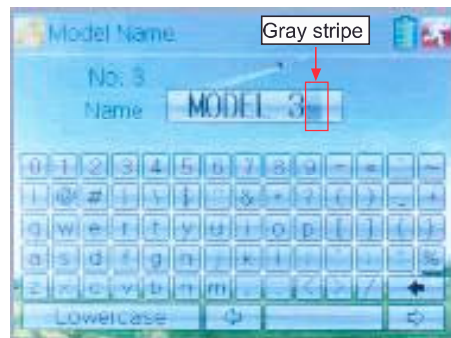 Model Name
Gray stripe
No: 3
Name MODEL 3
0 1 2 3 4 5 6 7 8 9 - =
@ #
q w e r t y u i o p [ ]
a s d f g h j k l
z x c v b n m , . < > /
Lowercase